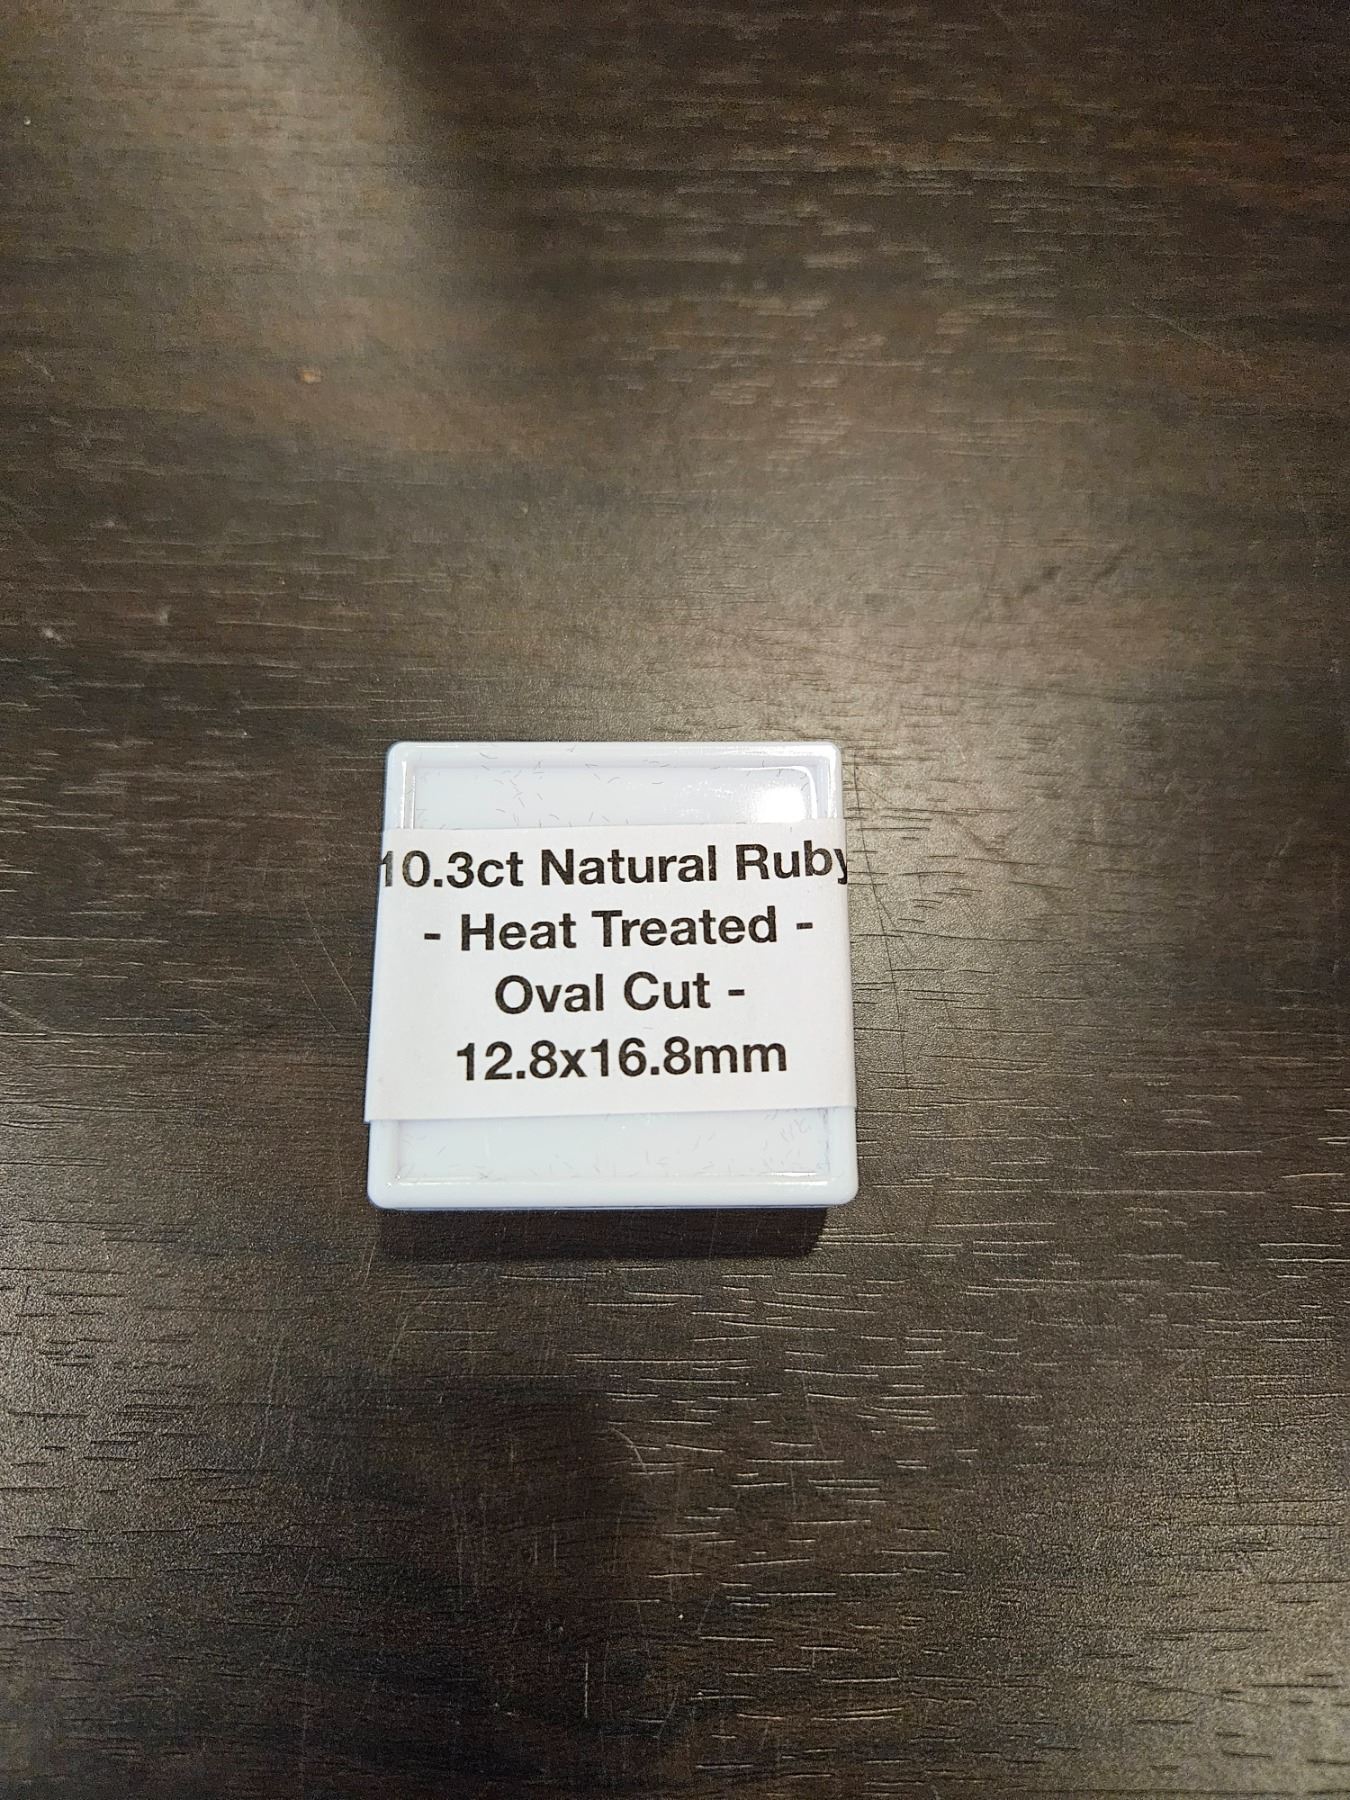 10.3ct Natural Ruby
- Heat Treated -
Oval Cut -
12.8x16.8mm